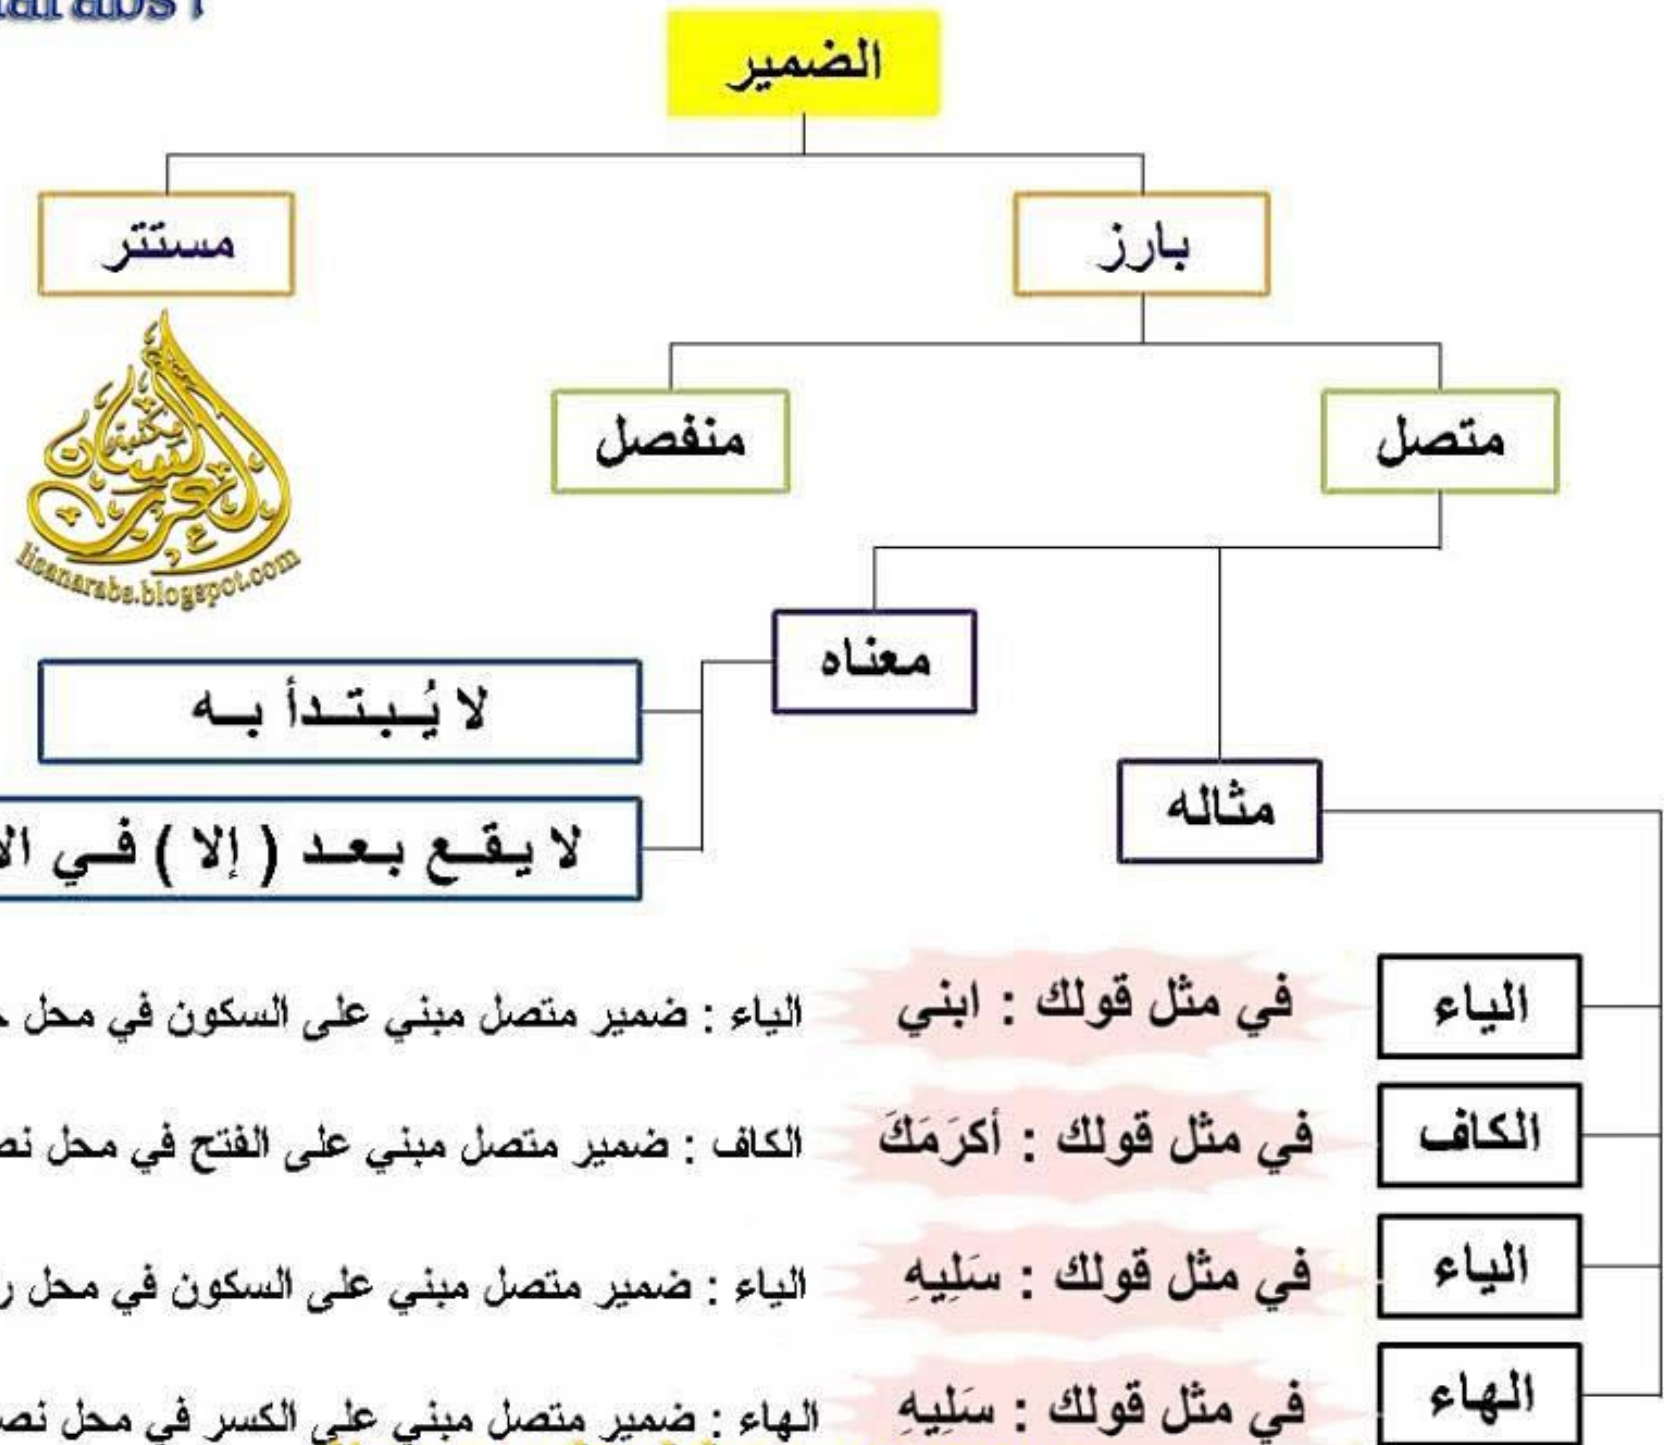 الضمير
بارز
مستتر
متصل
منفصل
معناه
لا يُبتدأ به
مثاله
لا يقع بعد ( إلا ) في
الياء
في مثل قولك : ابني
الياء : ضمير متصل مبني على السكون في محل
الكاف
في مثل قولك : أكرَمَكَ
الكاف : ضمير متصل مبني على الفتح في محل
الياء
في مثل قولك : سَلِيهِ
الياء : ضمير متصل مبني على السكون في محل
الهاء
في مثل قولك : سَلِيهِ
الهاء : ضمير متصل مبني على الكسر في محل
مكتبة لسان العرب
lisanarabs.blogspot.com